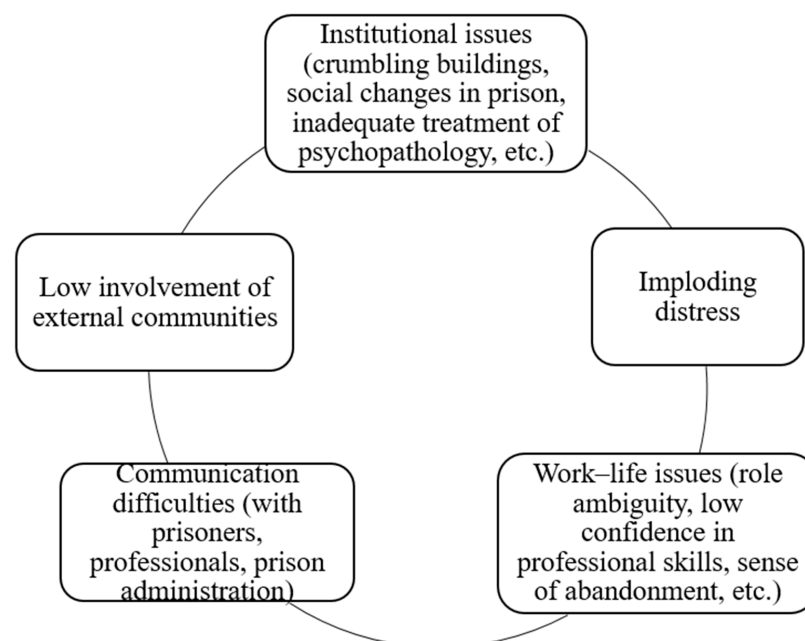 Institutional issues
(crumbling buildings,
social changes in prison,
inadequate treatment of
psychopathology, etc.)
Imploding
distress
Work–life issues (role
ambiguity, low
confidence in
professional skills, sense
of abandonment, etc.)
Communication
difficulties (with
prisoners,
professionals, prison
administration)
Low involvement of
external communities